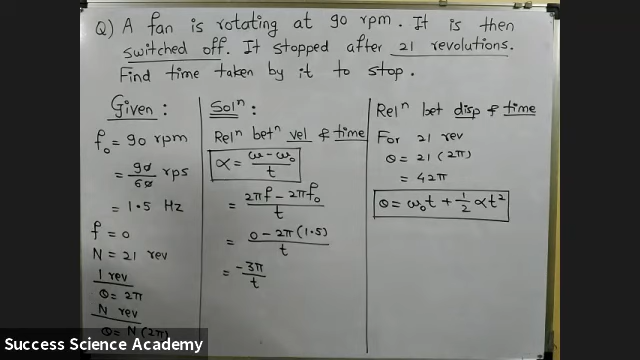 Q) A fan is rotating at 90 rpm. It is then
switched off. It stopped after 21 revolutions.
Find time taken by it to stop.
Given:
f₀ = 90 rpm
= 90/60 rps
= 1.5 Hz
f = 0
N = 21 rev
1 rev
θ = 2π
N rev
θ = N (2π)
Solⁿ:
Relⁿ betⁿ vel & time
α = (ω - ω₀)/t
= (2πf - 2πf₀)/t
= (0 - 2π(1.5))/t
= -3π/t
Relⁿ bet disp & time
For 21 rev
θ = 21 (2π)
= 42π
θ = ω₀t + 1/2 αt²
Success Science Academy